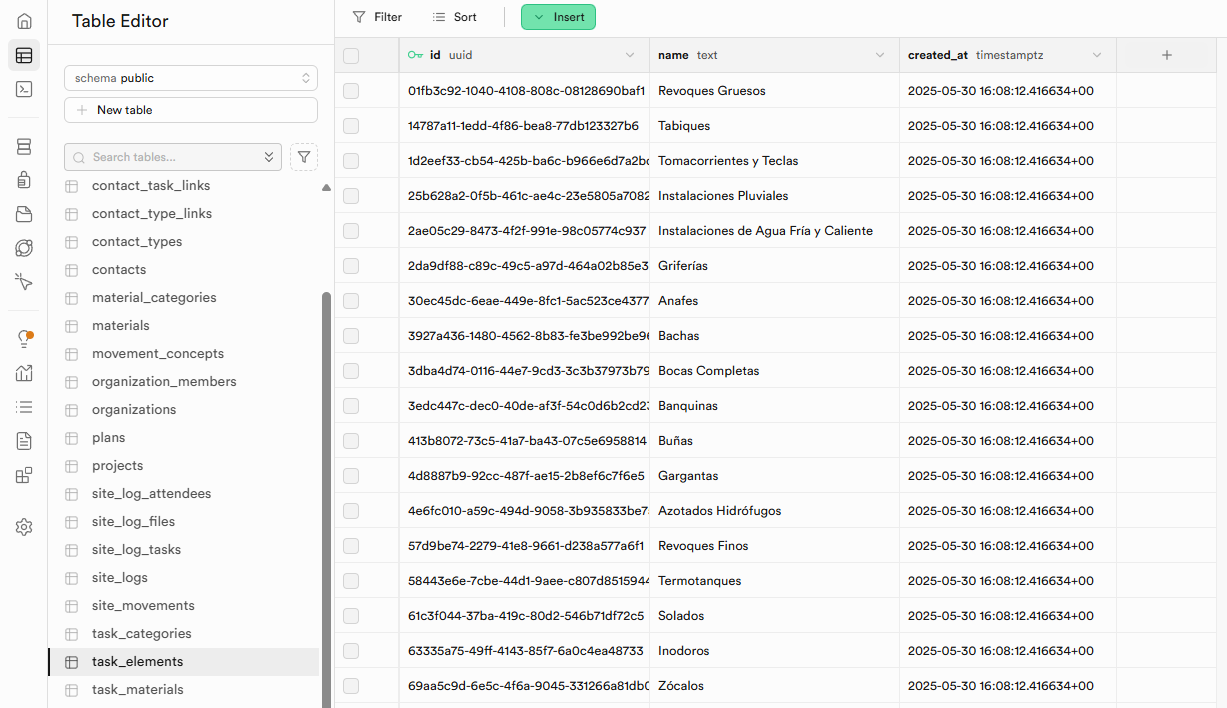 Table Editor
schema public
New table
Search tables...
contact_task_links
contact_type_links
contact_types
contacts
material_categories
materials
movement_concepts
organization_members
organizations
plans
projects
site_log_attendees
site_log_files
site_log_tasks
site_logs
site_movements
task_categories
task_elements
task_materials
Filter Sort Insert
id uuid name text created_at timestamptz
01fb3c92-1040-4108-808c-08128690baf1 Revoques Gruesos 2025-05-30 16:08:12.416634+00
14787a11-1edd-4f86-bea8-77db123327b6 Tabiques 2025-05-30 16:08:12.416634+00
1d2eef33-cb54-425b-ba6c-b966e6d7a2bc Tomacorrientes y Teclas 2025-05-30 16:08:12.416634+00
25b628a2-0f5b-461c-ae4c-23e5805a7082 Instalaciones Pluviales 2025-05-30 16:08:12.416634+00
2ae05c29-8473-4f2f-991e-98c05774c937 Instalaciones de Agua Fría y Caliente 2025-05-30 16:08:12.416634+00
2da9df88-c89c-49c5-a97d-464a02b85e3 Griferías 2025-05-30 16:08:12.416634+00
30ec45dc-6eae-449e-8fc1-5ac523ce4377 Anafes 2025-05-30 16:08:12.416634+00
3927a436-1480-4562-8b83-fe3be992be9 Bachas 2025-05-30 16:08:12.416634+00
3dba4d74-0116-44e7-9cd3-3c3b37973b79 Bocas Completas 2025-05-30 16:08:12.416634+00
3edc447c-dec0-40de-af3f-54c0d6b2cd2 Banquinas 2025-05-30 16:08:12.416634+00
413b8072-73c5-41a7-ba43-07c5e6958814 Buñas 2025-05-30 16:08:12.416634+00
4d8887b9-92cc-487f-ae15-2b8ef6c7f6e5 Gargantas 2025-05-30 16:08:12.416634+00
4e6fc010-a59c-494d-9058-3b935833be7 Azotados Hidrófugos 2025-05-30 16:08:12.416634+00
57d9be74-2279-41e8-9661-d238a577a6f1 Revoques Finos 2025-05-30 16:08:12.416634+00
58443e6e-7cbe-44d1-9aee-c807d8515944 Termotanques 2025-05-30 16:08:12.416634+00
61c3f044-37ba-419c-80d2-546b71df72c5 Solados 2025-05-30 16:08:12.416634+00
63335a75-49ff-4143-85f7-6a0c4ea48733 Inodoros 2025-05-30 16:08:12.416634+00
69aa5c9d-6e5c-4f6a-9045-331266a81db0 Zócalos 2025-05-30 16:08:12.416634+00